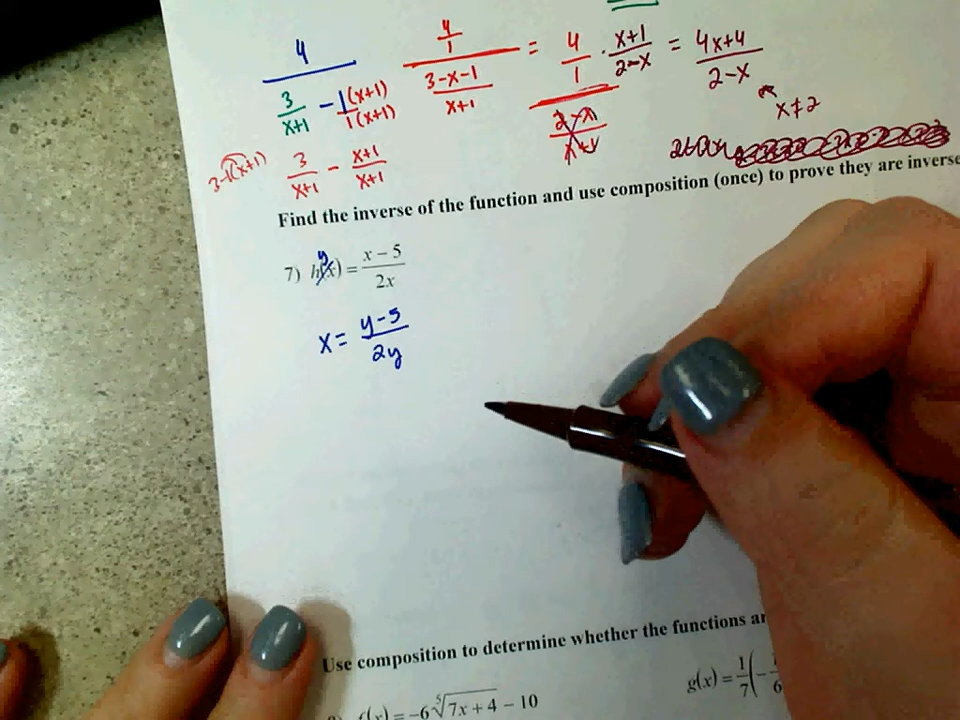 4 / (3/(x+1) - 1(x+1)/1(x+1))
(4/1) / ((3-x-1)/(x+1)) = (4/1) / ((2-x)/(x+1)) · (x+1)/(2-x) = (4x+4)/(2-x)
x≠2
3-1(x+1) 3/(x+1) - (x+1)/(x+1)
Find the inverse of the function and use composition (once) to prove they are inverse
7) h(x) = (x-5)/2x
y
x = (y-5)/2y
Use composition to determine whether the functions
f(x) = -6 ⁵√(7x+4) - 10
g(x) = 1/7(-
6